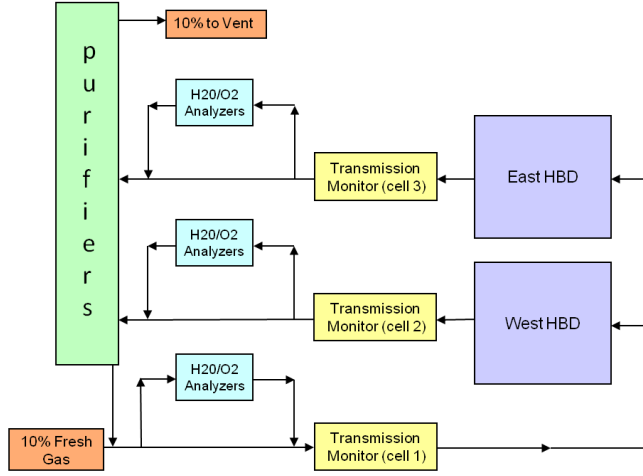 purifiers
10% to Vent
H20/O2
Analyzers
Transmission
Monitor (cell 3)
East HBD
H20/O2
Analyzers
Transmission
Monitor (cell 2)
West HBD
H20/O2
Analyzers
10% Fresh
Gas
Transmission
Monitor (cell 1)